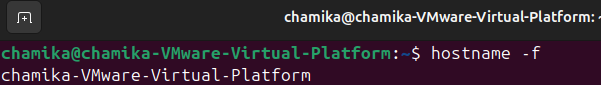 chamika@chamika-VMware-Virtual-Platform: ~
chamika@chamika-VMware-Virtual-Platform:~$ hostname -f
chamika-VMware-Virtual-Platform